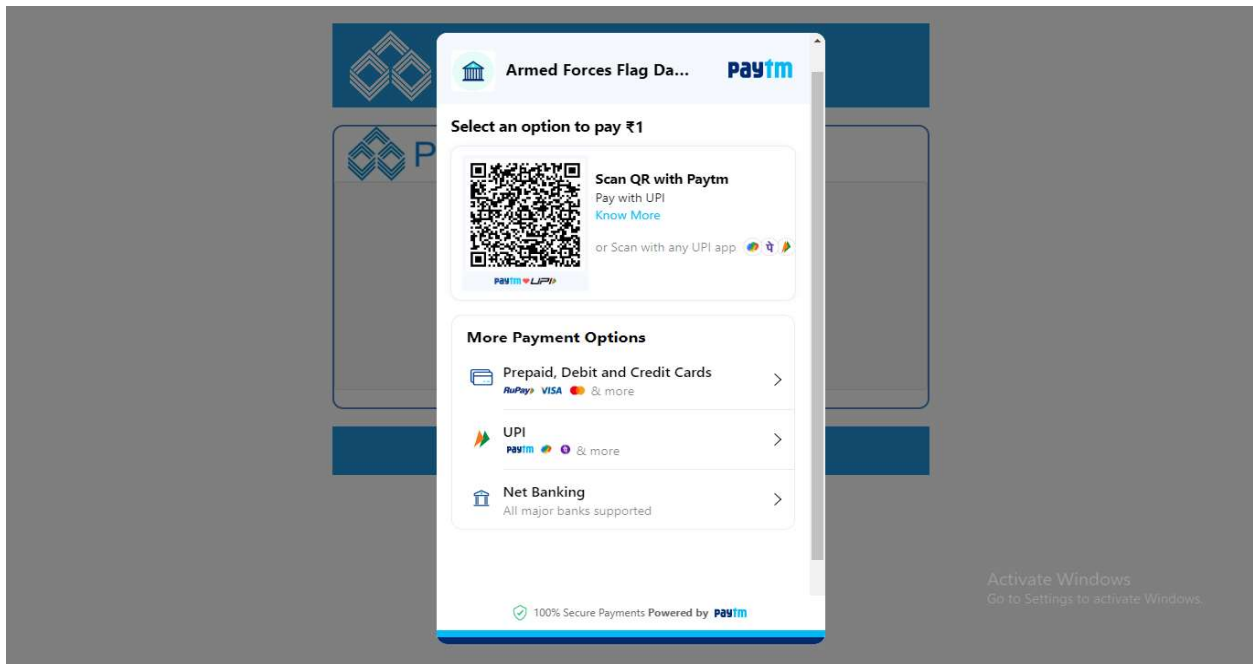 Armed Forces Flag Da...
paytm
Select an option to pay ₹1
P
Scan QR with Paytm
Pay with UPI
Know More
or Scan with any UPI app पे
paytm UPI
More Payment Options
Prepaid, Debit and Credit Cards
RuPay VISA & more
UPI
paytm & more
Net Banking
All major banks supported
Activate Windows
Go to Settings to activate Windows.
100% Secure Payments Powered by paytm